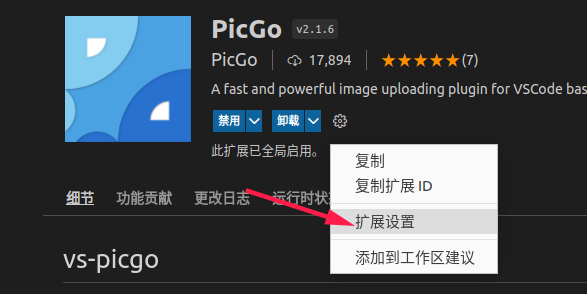 PicGo v2.1.6
PicGo 17,894 (7)
A fast and powerful image uploading plugin for VSCode bas
禁用 卸载
此扩展已全局启用。
复制
复制扩展 ID
细节 功能贡献 更改日志 运行时状
扩展设置
添加到工作区建议
vs-picgo